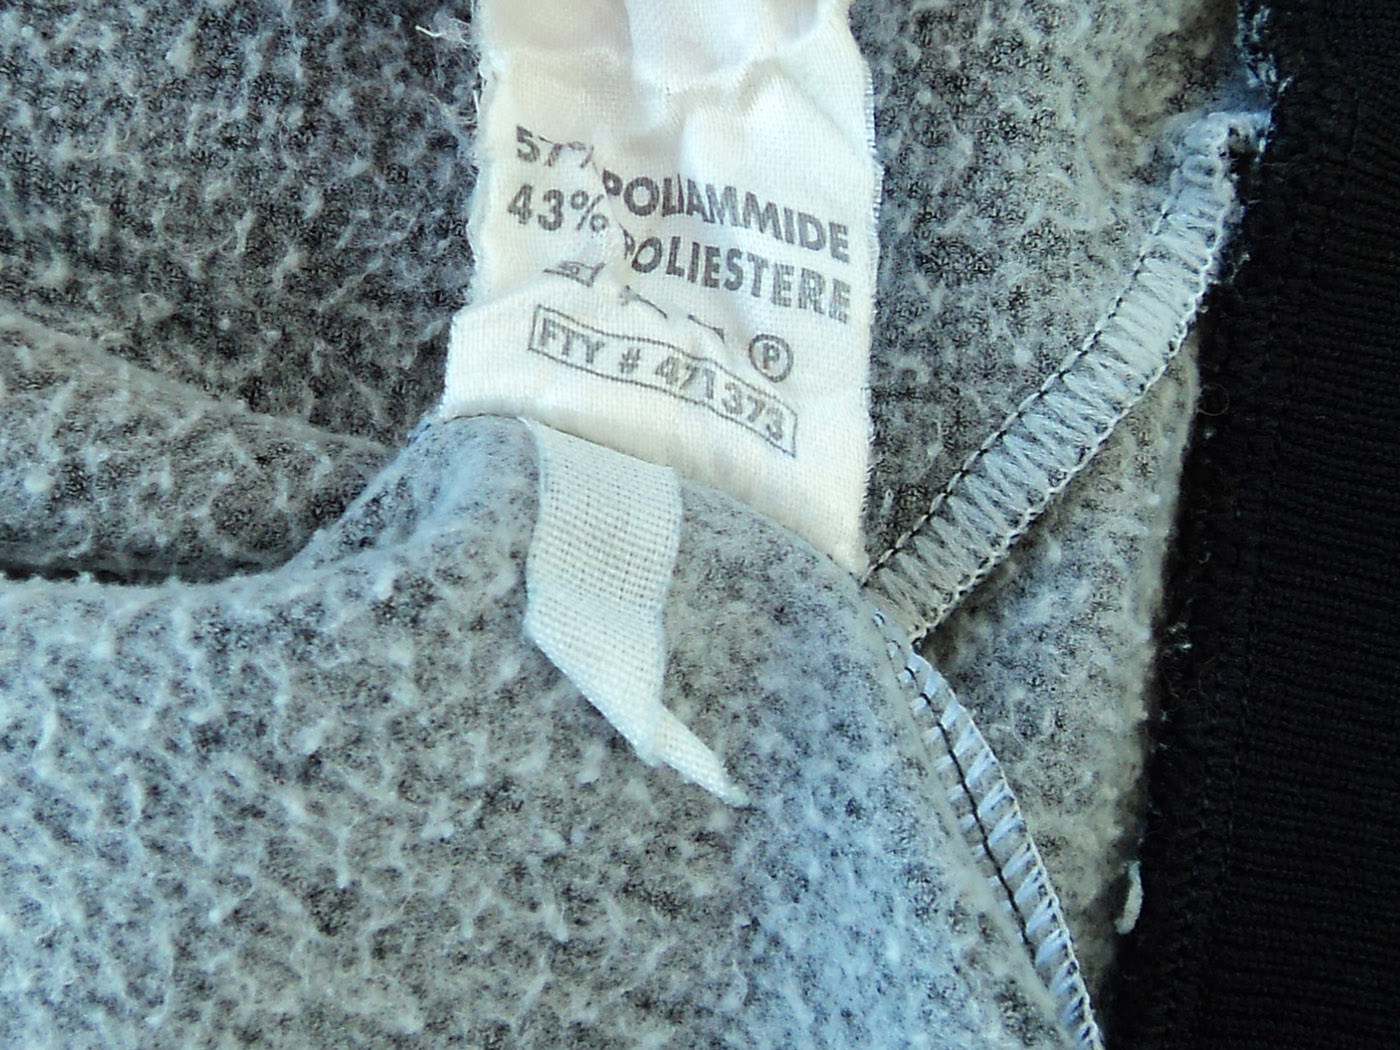 57% POLIAMMIDE
43% POLIESTERE
P
FTY # 471373